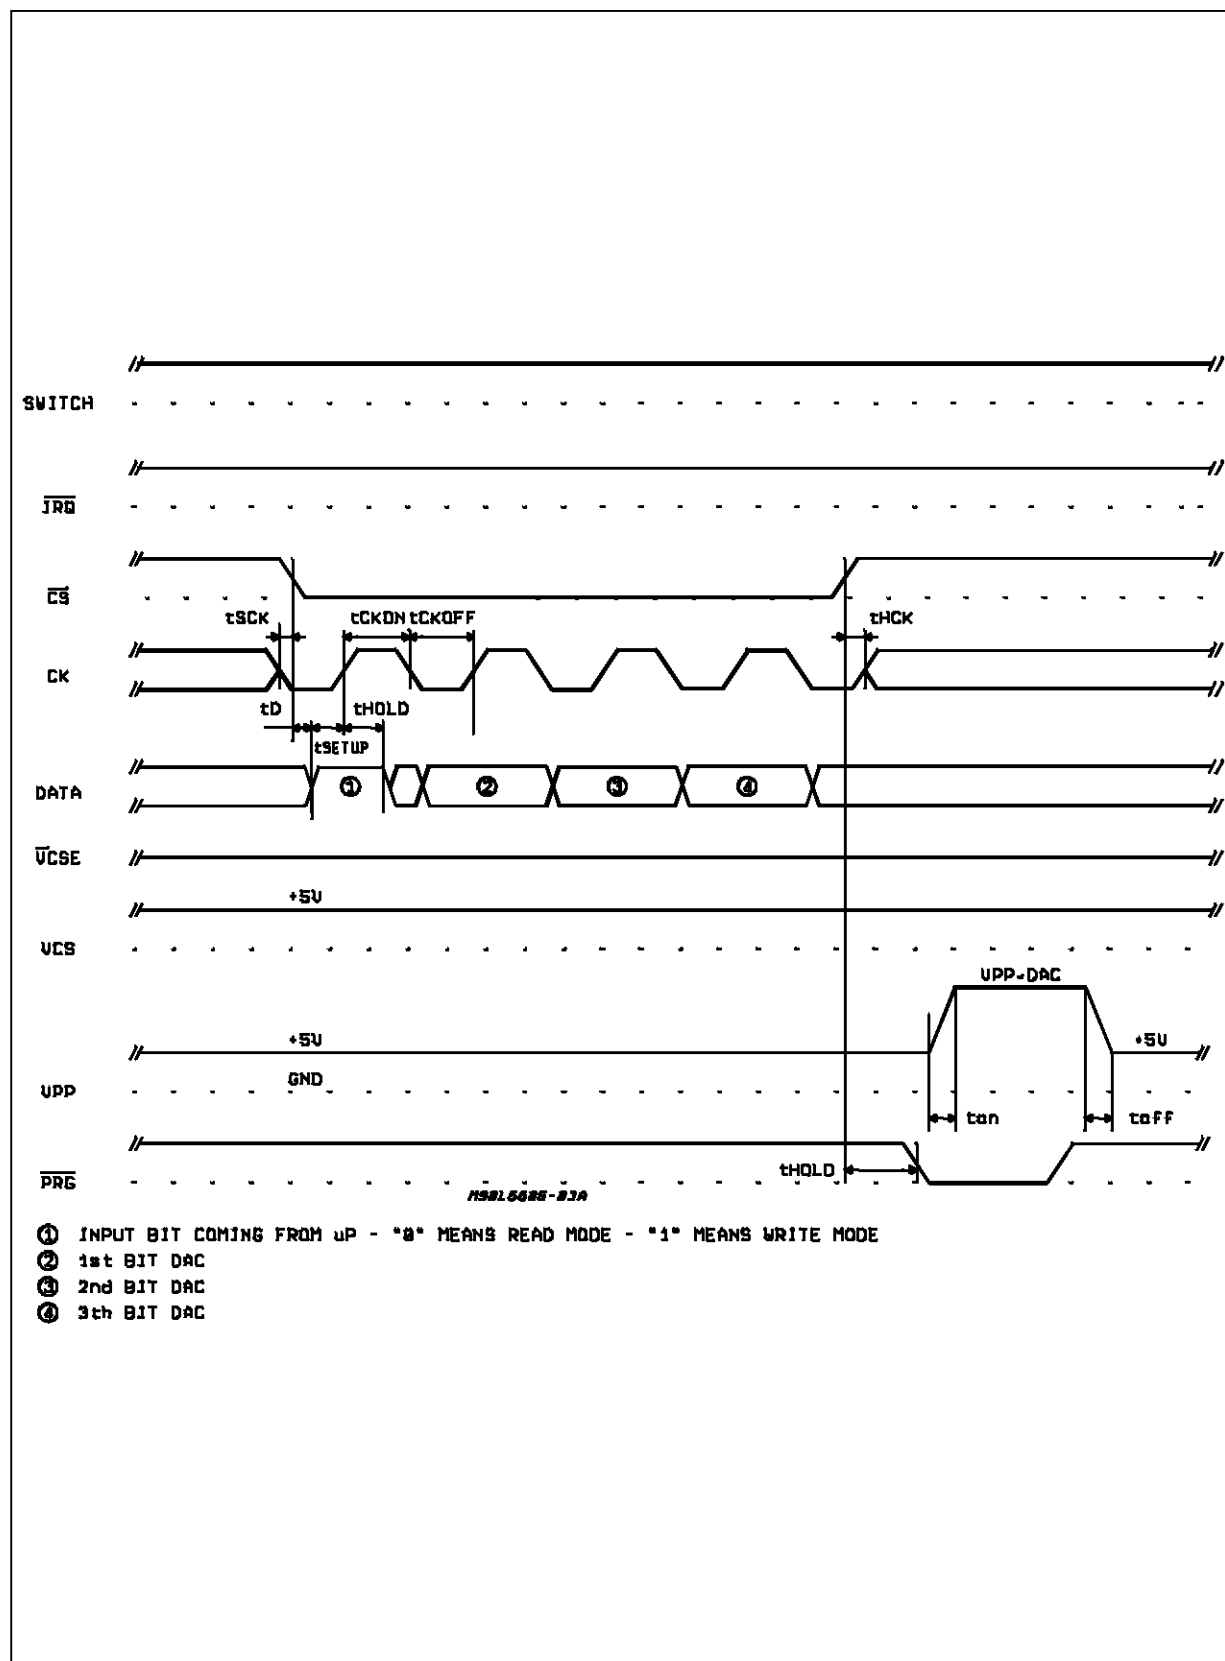 SWITCH
IRQ
CS
tSCK tCKON tCKOFF tHCK
CK
tD tHOLD
tSETUP
DATA ① ② ③ ④
VCSE
+5V
VCS
VPP-DAC
+5V +5V
GND
VPP
ton toff
tHOLD
PRG
① INPUT BIT COMING FROM uP - "0" MEANS READ MODE - "1" MEANS WRITE MODE
② 1st BIT DAC
③ 2nd BIT DAC
④ 3th BIT DAC